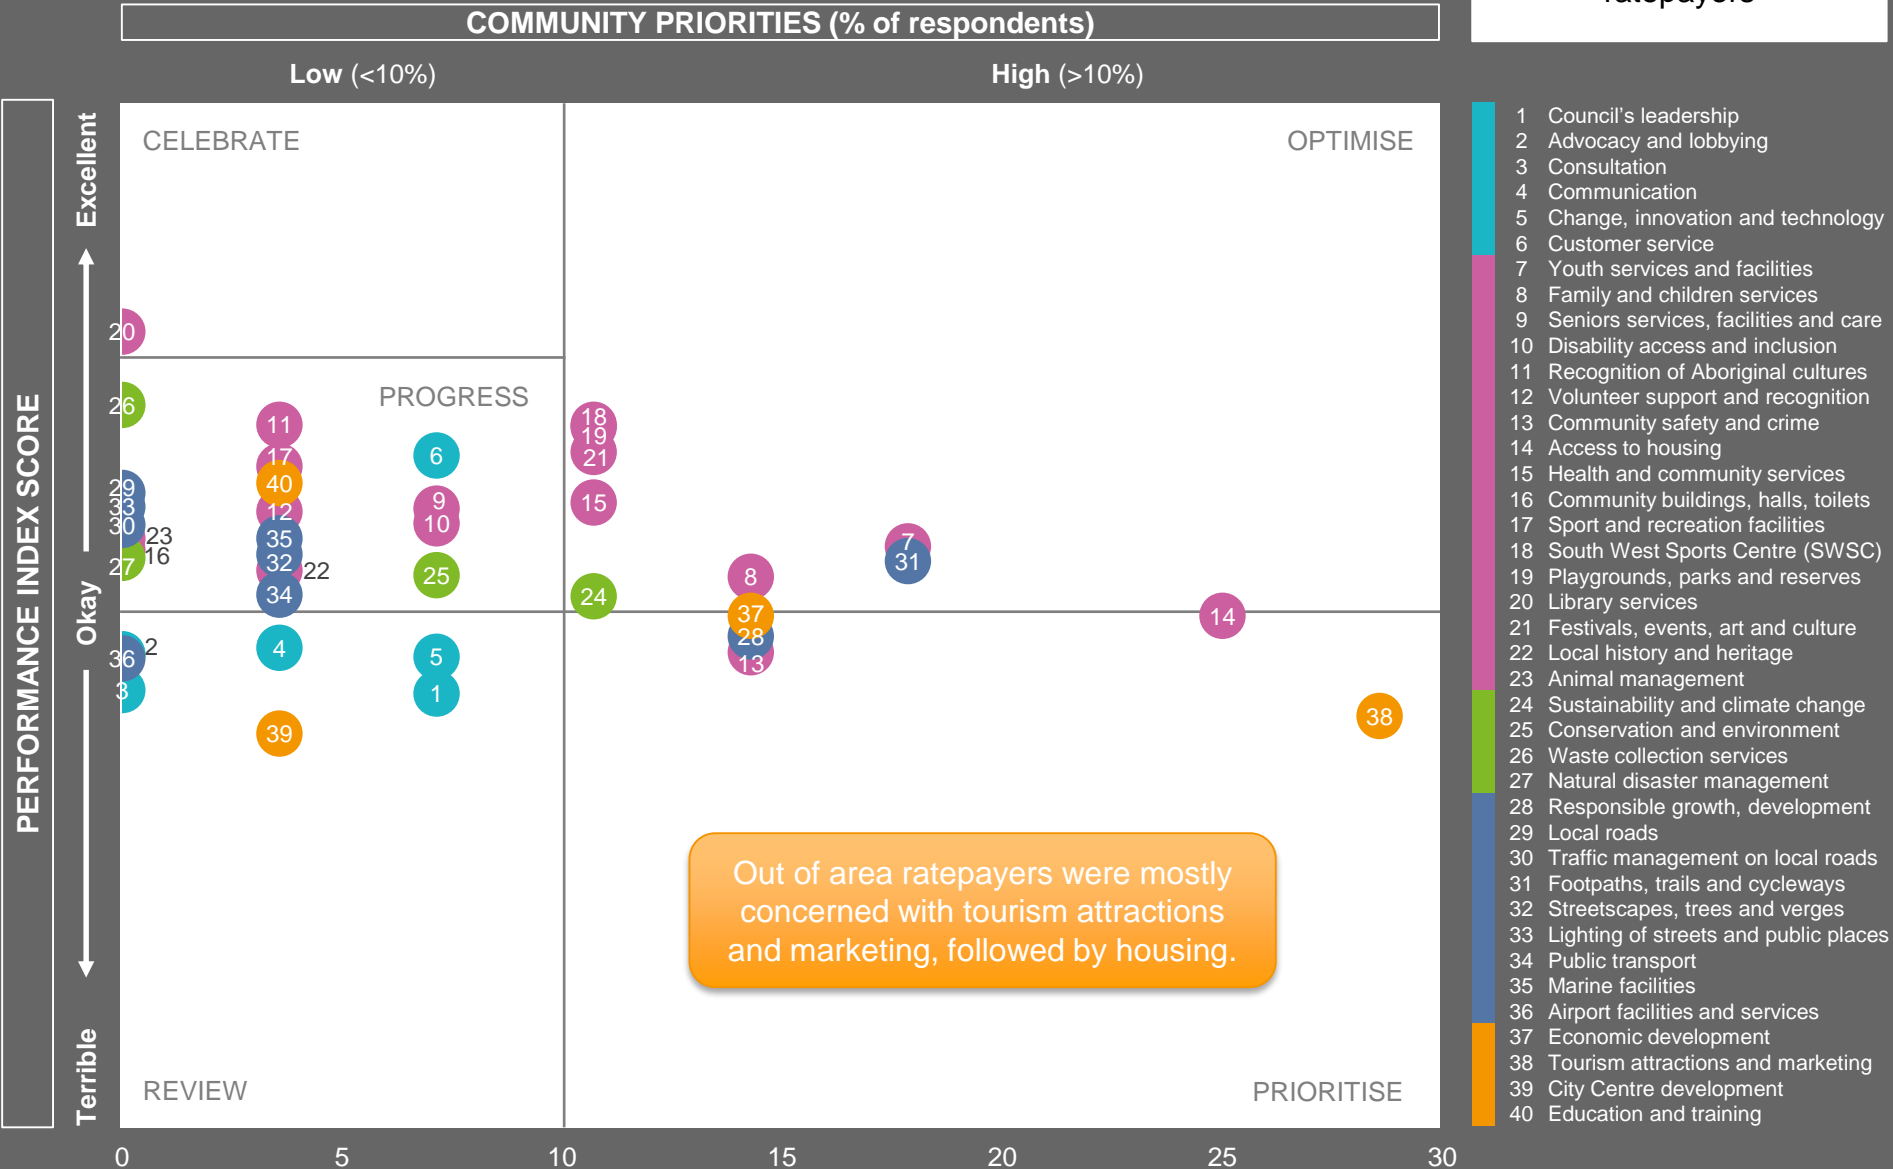 ratepayers
COMMUNITY PRIORITIES (% of respondents)
Low (<10%)
High (>10%)
PERFORMANCE INDEX SCORE
Excellent
Okay
Terrible
CELEBRATE
OPTIMISE
PROGRESS
REVIEW
PRIORITISE
20
26
11
18
19
17
6
21
40
29
9
15
33
12
10
30
23
35
7
16
32
31
27
22
25
8
34
24
37
14
28
2
4
36
5
13
3
1
38
39
Out of area ratepayers were mostly
concerned with tourism attractions
and marketing, followed by housing.
0 5 10 15 20 25 30
1 Council's leadership
2 Advocacy and lobbying
3 Consultation
4 Communication
5 Change, innovation and technology
6 Customer service
7 Youth services and facilities
8 Family and children services
9 Seniors services, facilities and care
10 Disability access and inclusion
11 Recognition of Aboriginal cultures
12 Volunteer support and recognition
13 Community safety and crime
14 Access to housing
15 Health and community services
16 Community buildings, halls, toilets
17 Sport and recreation facilities
18 South West Sports Centre (SWSC)
19 Playgrounds, parks and reserves
20 Library services
21 Festivals, events, art and culture
22 Local history and heritage
23 Animal management
24 Sustainability and climate change
25 Conservation and environment
26 Waste collection services
27 Natural disaster management
28 Responsible growth, development
29 Local roads
30 Traffic management on local roads
31 Footpaths, trails and cycleways
32 Streetscapes, trees and verges
33 Lighting of streets and public places
34 Public transport
35 Marine facilities
36 Airport facilities and services
37 Economic development
38 Tourism attractions and marketing
39 City Centre development
40 Education and training